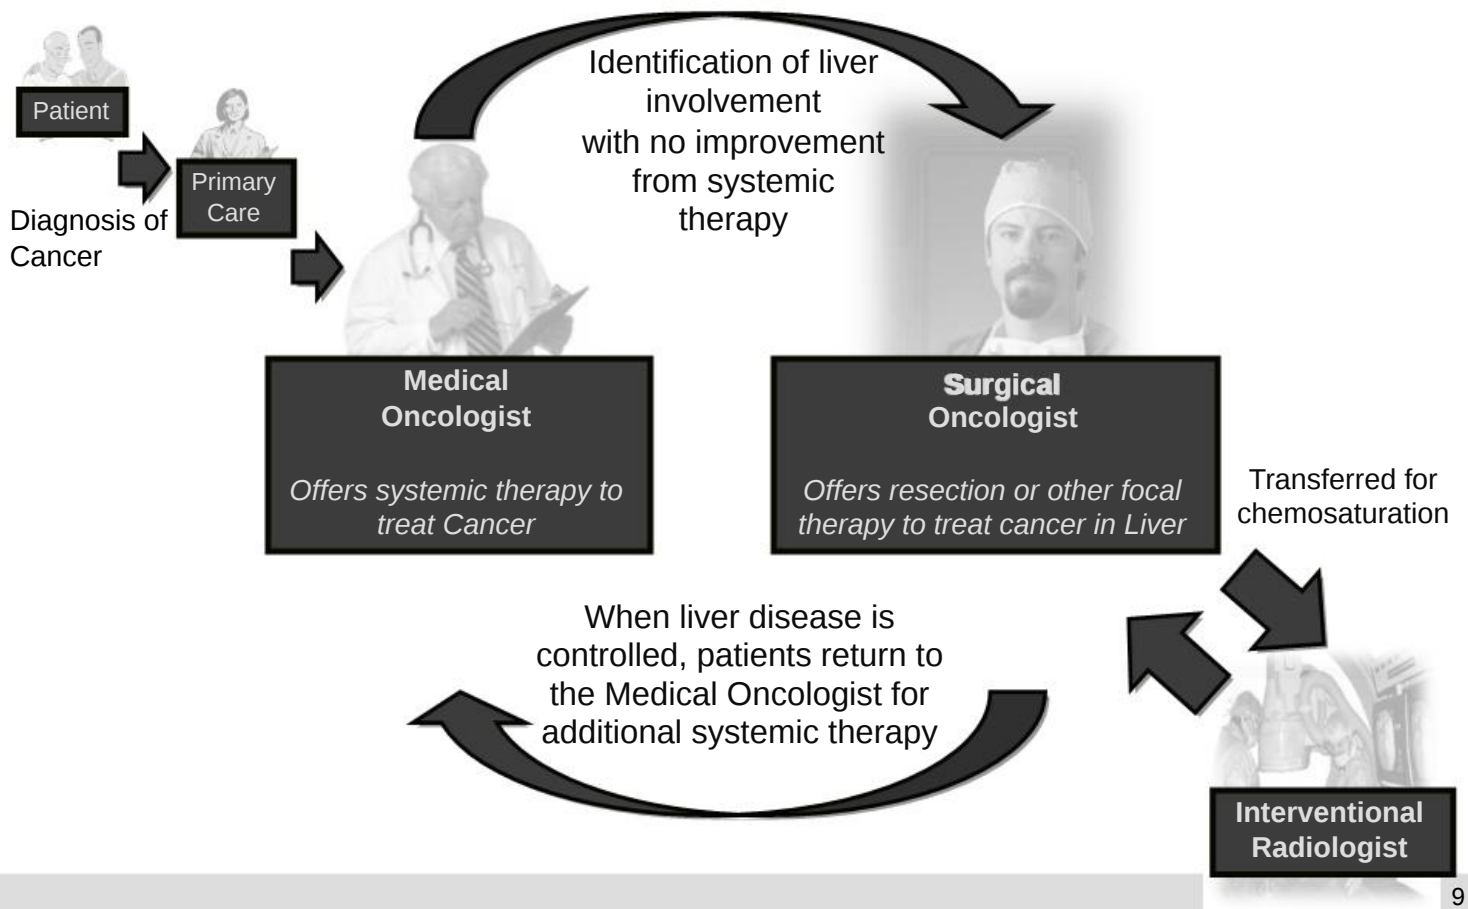 Patient
Primary
Care
Diagnosis of
Cancer
Identification of liver
involvement
with no improvement
from systemic
therapy
Medical
Oncologist
Offers systemic therapy to
treat Cancer
Surgical
Oncologist
Offers resection or other focal
therapy to treat cancer in Liver
Transferred for
chemosaturation
When liver disease is
controlled, patients return to
the Medical Oncologist for
additional systemic therapy
Interventional
Radiologist
9